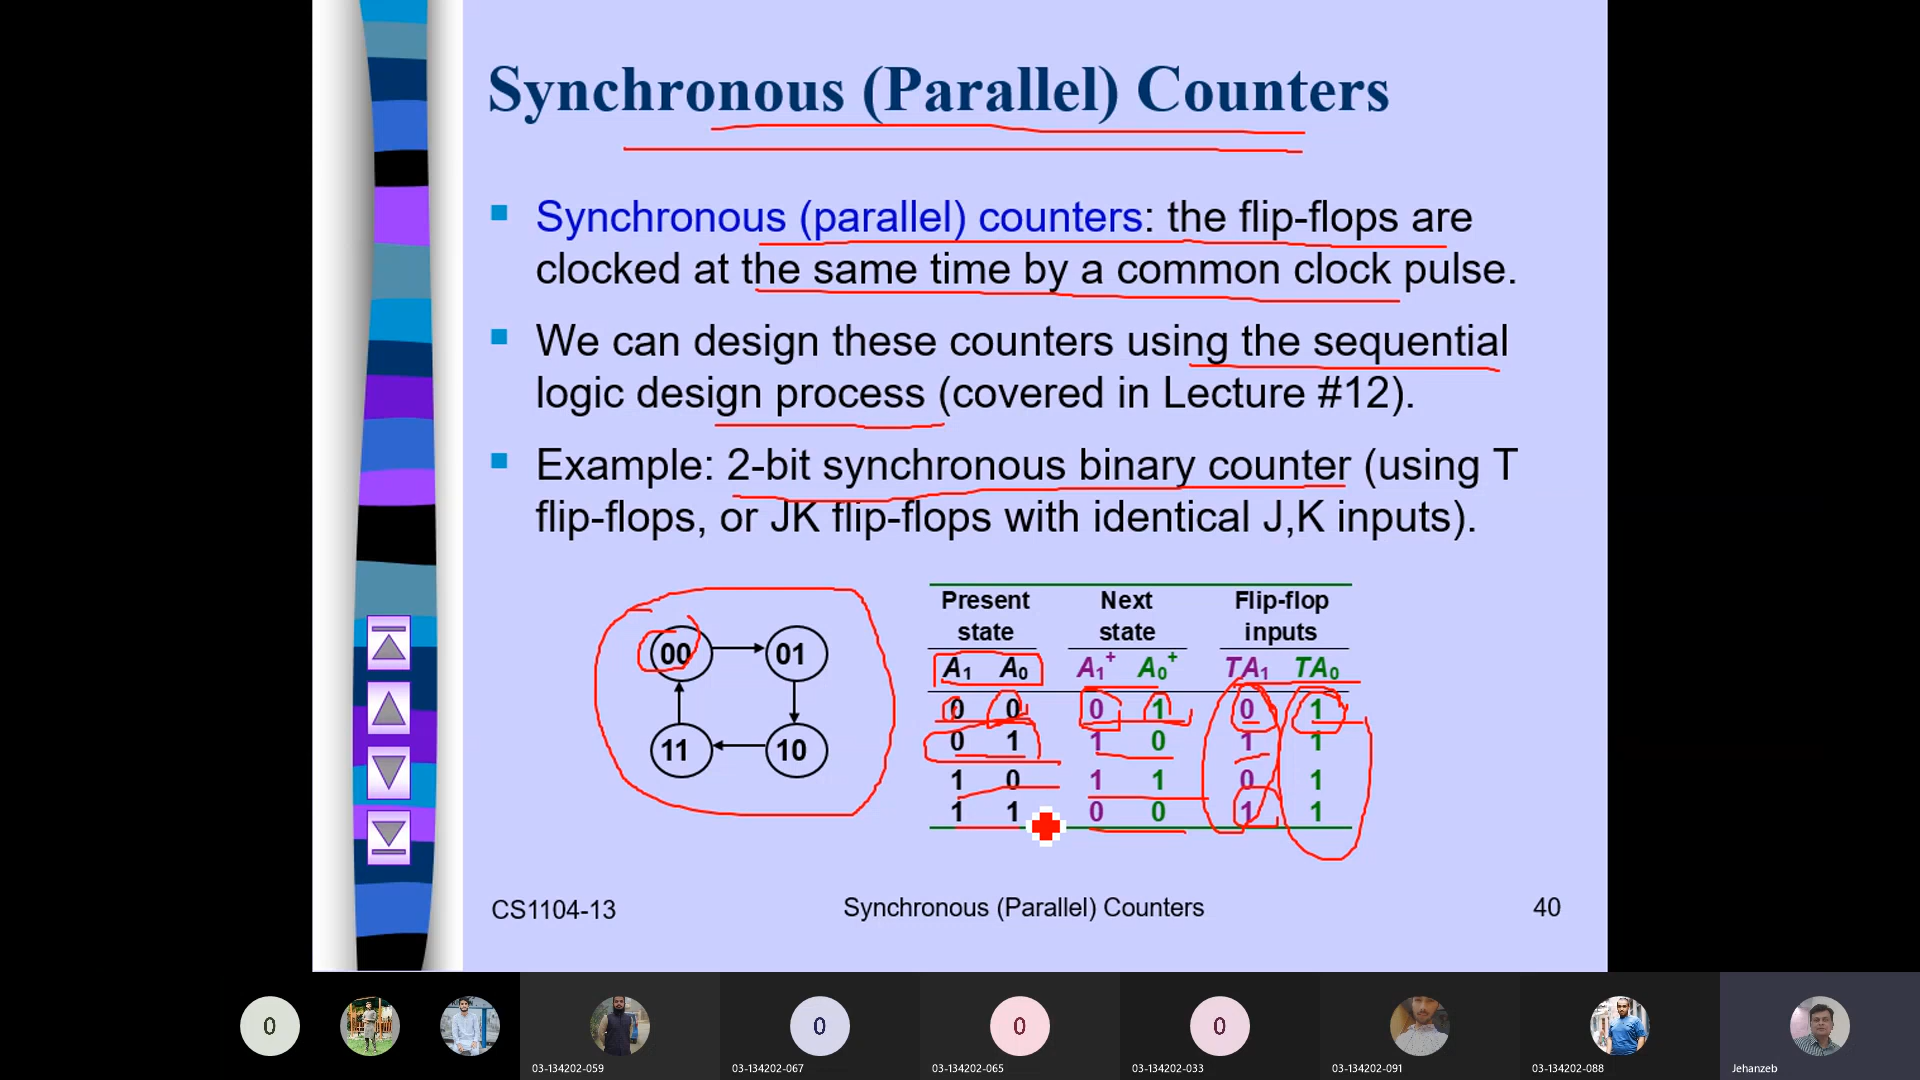 Synchronous (Parallel) Counters
Synchronous (parallel) counters: the flip-flops are
clocked at the same time by a common clock pulse.
We can design these counters using the sequential
logic design process (covered in Lecture #12).
Example: 2-bit synchronous binary counter (using T
flip-flops, or JK flip-flops with identical J,K inputs).
00 01
11 10
Present Next Flip-flop
state state inputs
A1 A0 A1+ A0+ TA1 TA0
0 0 0 1 0 1
0 1 1 0 1 1
1 0 1 1 0 1
1 1 0 0 1 1
CS1104-13 Synchronous (Parallel) Counters 40
0 0 0 0
03-134202-059 03-134202-067 03-134202-065 03-134202-033 03-134202-091 03-134202-088 Jehanzeb